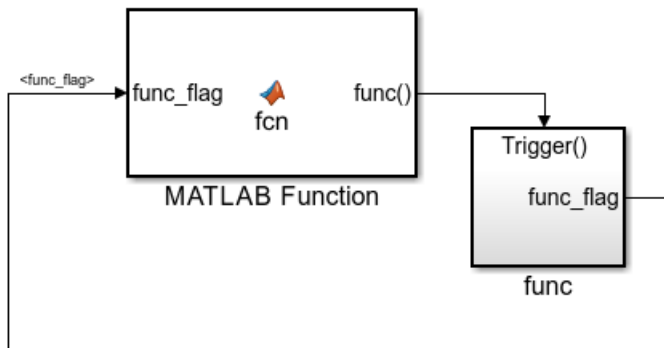 <func_flag>
func_flag
func()
fcn
MATLAB Function
Trigger()
func_flag
func